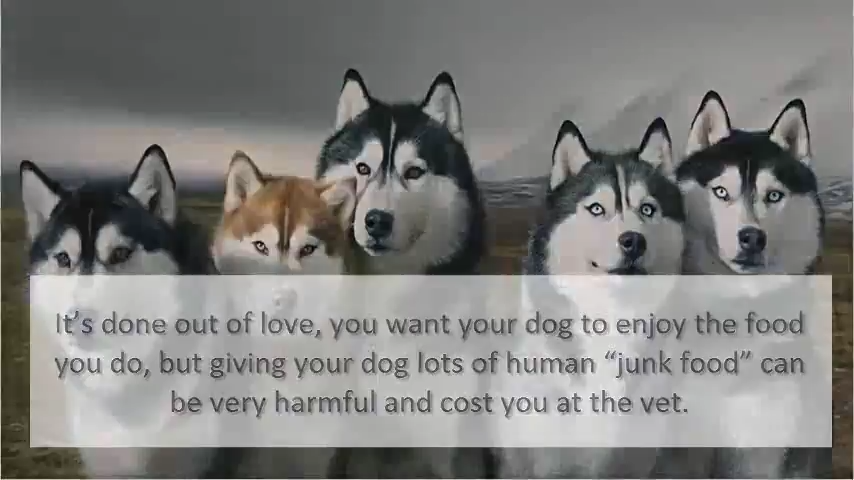 It’s done out of love, you want your dog to enjoy the food
you do, but giving your dog lots of human “junk food” can
be very harmful and cost you at the vet.